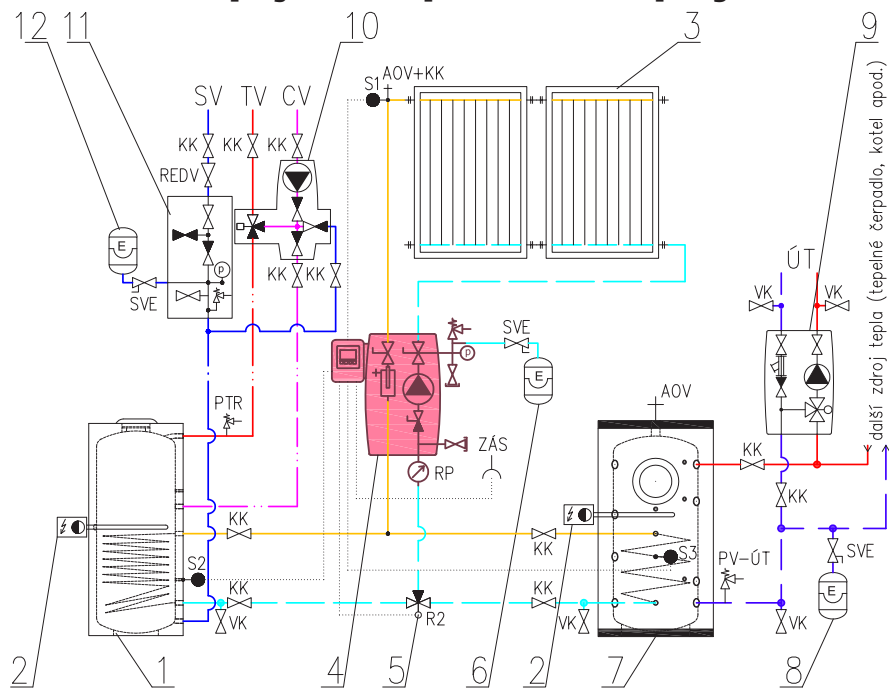 12
11
10
3
9
S1
AOV+KK
SV
TV
CV
KK
KK
KK
REDV
E
P
SVE
KK
KK
ÚT
VK
VK
další zdroj tepla (tepelné čerpadlo, kotel apod.)
SVE
P
E
PTR
ZÁS
RP
AOV
KK
KK
KK
KK
S2
S3
SVE
PV-ÚT
KK
KK
VK
R2
VK
VK
E
2
1
4
5
6
2
7
8